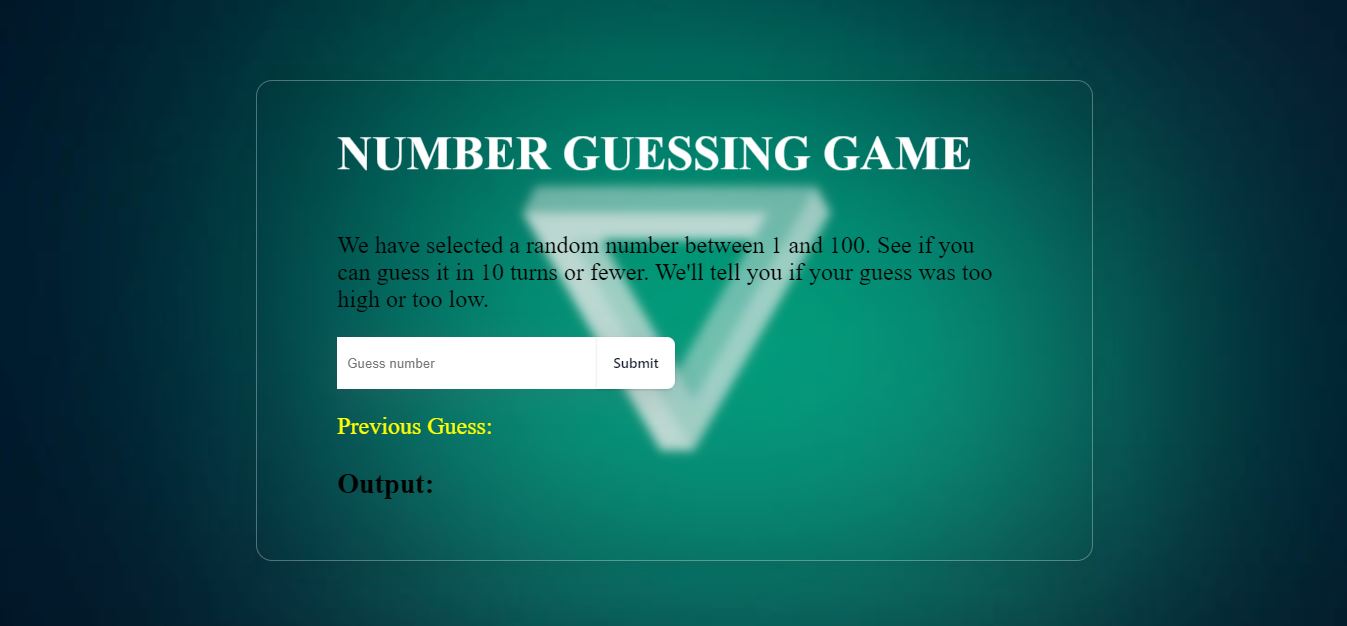 NUMBER GUESSING GAME
We have selected a random number between 1 and 100. See if you
can guess it in 10 turns or fewer. We'll tell you if your guess was too
high or too low.
Guess number Submit
Previous Guess:
Output: